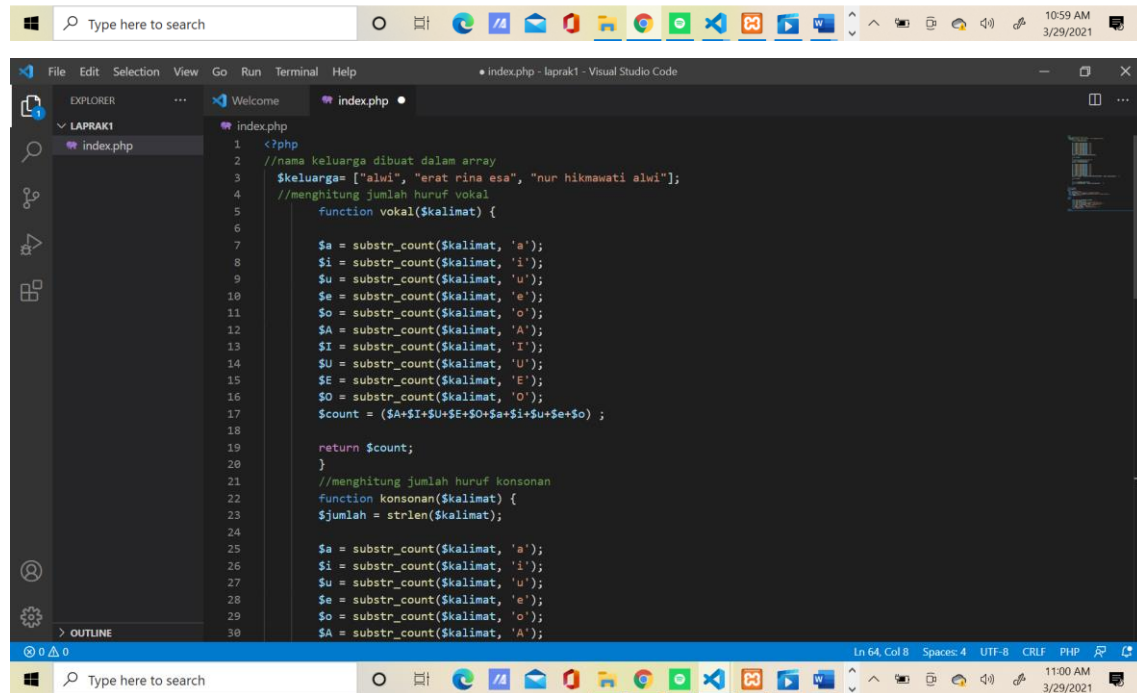 Type here to search
10:59 AM
3/29/2021
File Edit Selection View Go Run Terminal Help
● index.php - laprak1 - Visual Studio Code
EXPLORER ...
Welcome
index.php ●
LAPRAK1
index.php
index.php
1 <?php
2 //nama keluarga dibuat dalam array
3 $keluarga= ["alwi", "erat rina esa", "nur hikmawati alwi"];
4 //menghitung jumlah huruf vokal
5 function vokal($kalimat) {
6
7 $a = substr_count($kalimat, 'a');
8 $i = substr_count($kalimat, 'i');
9 $u = substr_count($kalimat, 'u');
10 $e = substr_count($kalimat, 'e');
11 $o = substr_count($kalimat, 'o');
12 $A = substr_count($kalimat, 'A');
13 $I = substr_count($kalimat, 'I');
14 $U = substr_count($kalimat, 'U');
15 $E = substr_count($kalimat, 'E');
16 $O = substr_count($kalimat, 'O');
17 $count = ($A+$I+$U+$E+$O+$a+$i+$u+$e+$o) ;
18
19 return $count;
20 }
21 //menghitung jumlah huruf konsonan
22 function konsonan($kalimat) {
23 $jumlah = strlen($kalimat);
24
25 $a = substr_count($kalimat, 'a');
26 $i = substr_count($kalimat, 'i');
27 $u = substr_count($kalimat, 'u');
28 $e = substr_count($kalimat, 'e');
29 $o = substr_count($kalimat, 'o');
30 $A = substr_count($kalimat, 'A');
OUTLINE
0 0
Ln 64, Col 8 Spaces: 4 UTF-8 CRLF PHP
Type here to search
11:00 AM
3/29/2021